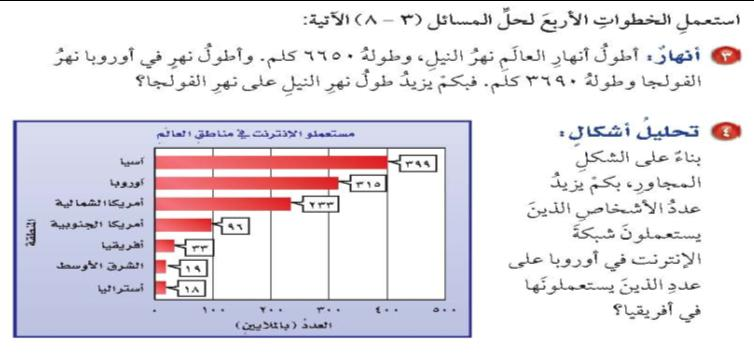 استعملِ الخطواتِ الأربعَ لحلِّ المسائل (٣ – ٨) الآتية:
٣ أنهارٌ: أطولُ أنهارِ العالَمِ نهرُ النيلِ، وطولهُ ٦٦٥٠ كلم. وأطولُ نهرٍ في أوروبا نهرُ
الفولجا وطولهُ ٣٦٩٠ كلم. فبكمْ يزيدُ طولُ نهرِ النيلِ على نهرِ الفولجا؟
٤ تحليلُ أشكالٍ:
بناءً على الشكلِ
المجاورِ، بكمْ يزيدُ
عددُ الأشخاصِ الذينَ
يستعملونَ شبكةَ
الإنترنت في أوروبا على
عددِ الذينَ يستعملونَها
في أفريقيا؟
مستعملو الإنترنت في مناطق العالَمِ
المنطقة
آسيا ٣٩٩
أوروبا ٣١٥
أمريكا الشمالية ٢٣٣
أمريكا الجنوبية ٩٦
أفريقيا ٣٣
الشرق الأوسط ١٩
أستراليا ١٨
٠ ١٠٠ ٢٠٠ ٣٠٠ ٤٠٠ ٥٠٠
العددُ (بالملايينِ)